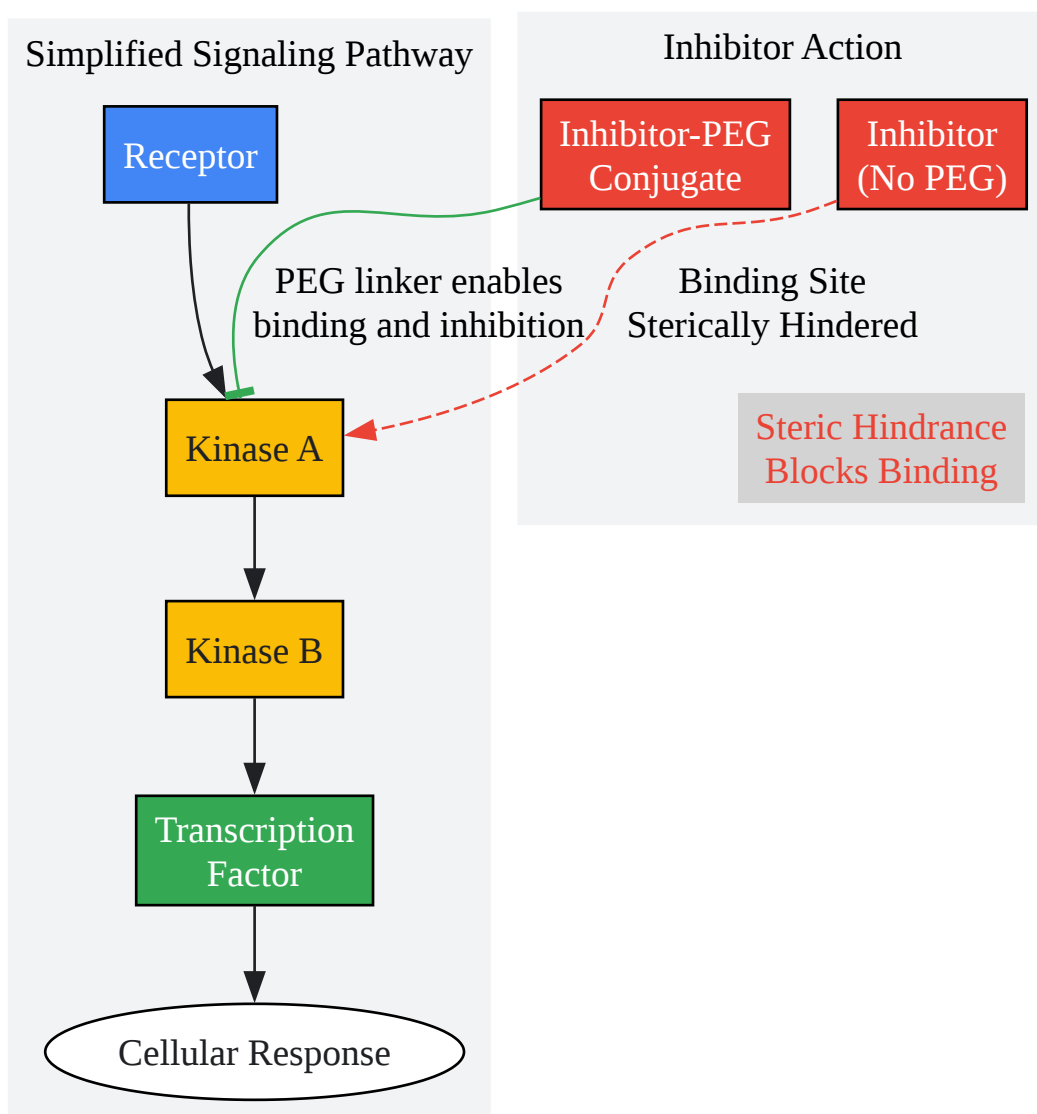 Simplified Signaling Pathway
Receptor
Inhibitor Action
Inhibitor-PEG
Conjugate
Inhibitor
(No PEG)
PEG linker enables
binding and inhibition
Binding Site
Sterically Hindered
Steric Hindrance
Blocks Binding
Kinase A
Kinase B
Transcription
Factor
Cellular Response